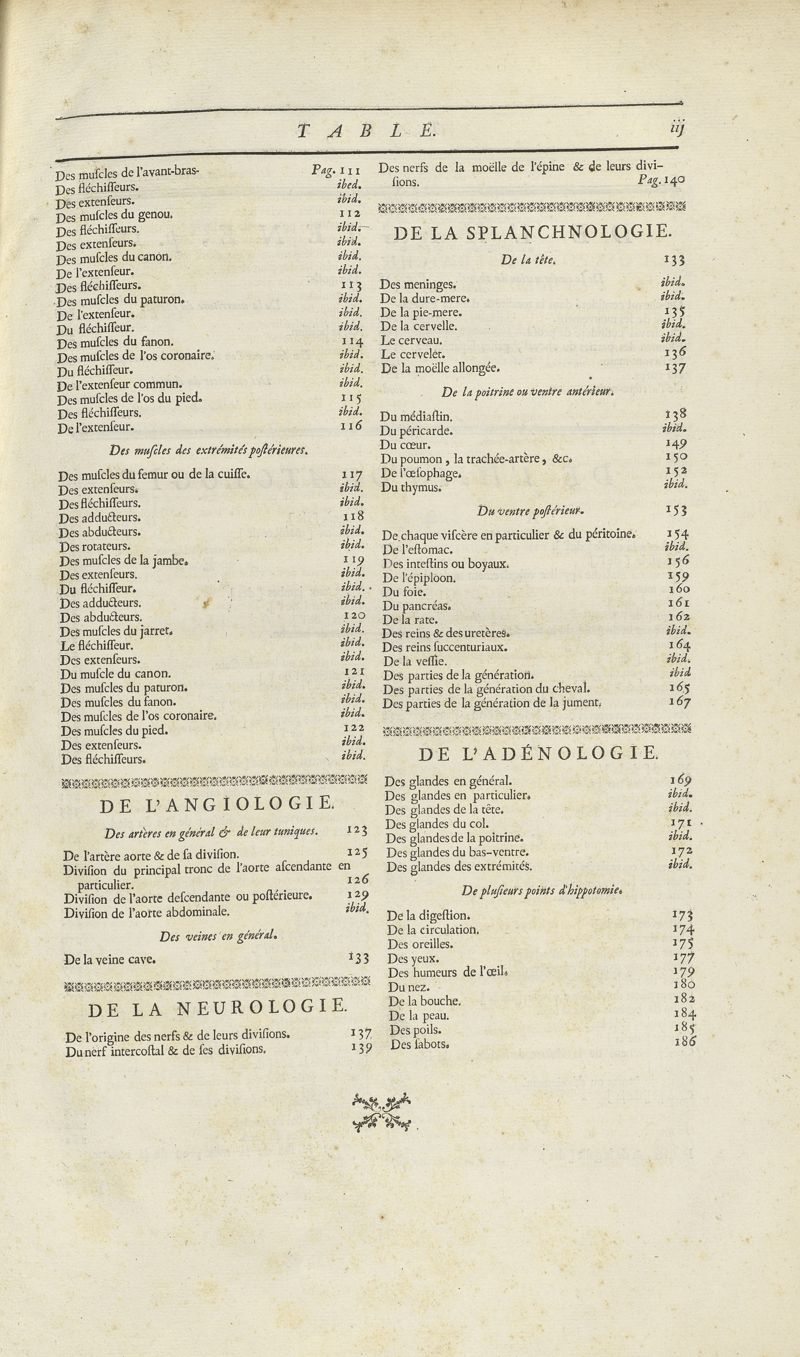 TABLE. iij
Des muſcles de l'avant-bras. Pag. 111
Des fléchiſſeurs. ibed.
Des extenſeurs. ibid.
Des muſcles du genou. 112
Des fléchiſſeurs. ibid.
Des extenſeurs. ibid.
Des muſcles du canon. ibid.
De l'extenſeur. ibid.
Des fléchiſſeurs. 113
Des muſcles du paturon. ibid.
De l'extenſeur. ibid.
Du fléchiſſeur. ibid.
Des muſcles du fanon. 114
Des muſcles de l'os coronaire. ibid.
Du fléchiſſeur. ibid.
De l'extenſeur commun. ibid.
Des muſcles de l'os du pied. 115
Des fléchiſſeurs. ibid.
De l'extenſeur. 116
Des muſcles des extrémités poſtérieures.
Des muſcles du femur ou de la cuiſſe. 117
Des extenſeurs. ibid.
Des fléchiſſeurs. ibid.
Des adducteurs. 118
Des abducteurs. ibid.
Des rotateurs. ibid.
Des muſcles de la jambe. 119
Des extenſeurs. ibid.
Du fléchiſſeur. ibid.
Des adducteurs. ibid.
Des abducteurs. 120
Des muſcles du jarret. ibid.
Le fléchiſſeur. ibid.
Des extenſeurs. ibid.
Du muſcle du canon. 121
Des muſcles du paturon. ibid.
Des muſcles du fanon. ibid.
Des muſcles de l'os coronaire. ibid.
Des muſcles du pied. 122
Des extenſeurs. ibid.
Des fléchiſſeurs. ibid.
DE L'ANGIOLOGIE.
Des artères en général & de leur tuniques. 123
De l'artère aorte & de ſa diviſion. 125
Diviſion du principal tronc de l'aorte aſcendante en
particulier. 126
Diviſion de l'aorte deſcendante ou poſtérieure. 129
Diviſion de l'aorte abdominale. ibid.
Des veines en général.
De la veine cave. 133
DE LA NEUROLOGIE.
De l'origine des nerfs & de leurs diviſions. 137
Du nerf intercoſtal & de ſes diviſions. 139
Des nerfs de la moëlle de l'épine & de leurs divi-
ſions. Pag. 140
DE LA SPLANCHNOLOGIE.
De la tête. 133
Des meninges. ibid.
De la dure-mere. ibid.
De la pie-mere. 135
De la cervelle. ibid.
Le cerveau. ibid.
Le cervelet. 136
De la moëlle allongée. 137
De la poitrine ou ventre antérieur.
Du médiaſtin. 138
Du péricarde. ibid.
Du cœur. 149
Du poumon, la trachée-artère, &c. 150
De l'œſophage. 152
Du thymus. ibid.
Du ventre poſtérieur. 153
De chaque viſcère en particulier & du péritoine. 154
De l'eſtomac. ibid.
Des inteſtins ou boyaux. 156
De l'épiploon. 159
Du foie. 160
Du pancréas. 161
De la rate. 162
Des reins & des uretères. ibid.
Des reins ſuccenturiaux. 164
De la veſſie. ibid.
Des parties de la génération. ibid
Des parties de la génération du cheval. 165
Des parties de la génération de la jument. 167
DE L'ADÉNOLOGIE.
Des glandes en général. 169
Des glandes en particulier. ibid.
Des glandes de la tête. ibid.
Des glandes du col. 171
Des glandes de la poitrine. ibid.
Des glandes du bas-ventre. 172
Des glandes des extrémités. ibid.
De pluſieurs points d'hippotomie.
De la digeſtion. 173
De la circulation. 174
Des oreilles. 175
Des yeux. 177
Des humeurs de l'œil. 179
Du nez. 180
De la bouche. 182
De la peau. 184
Des poils. 185
Des ſabots. 186